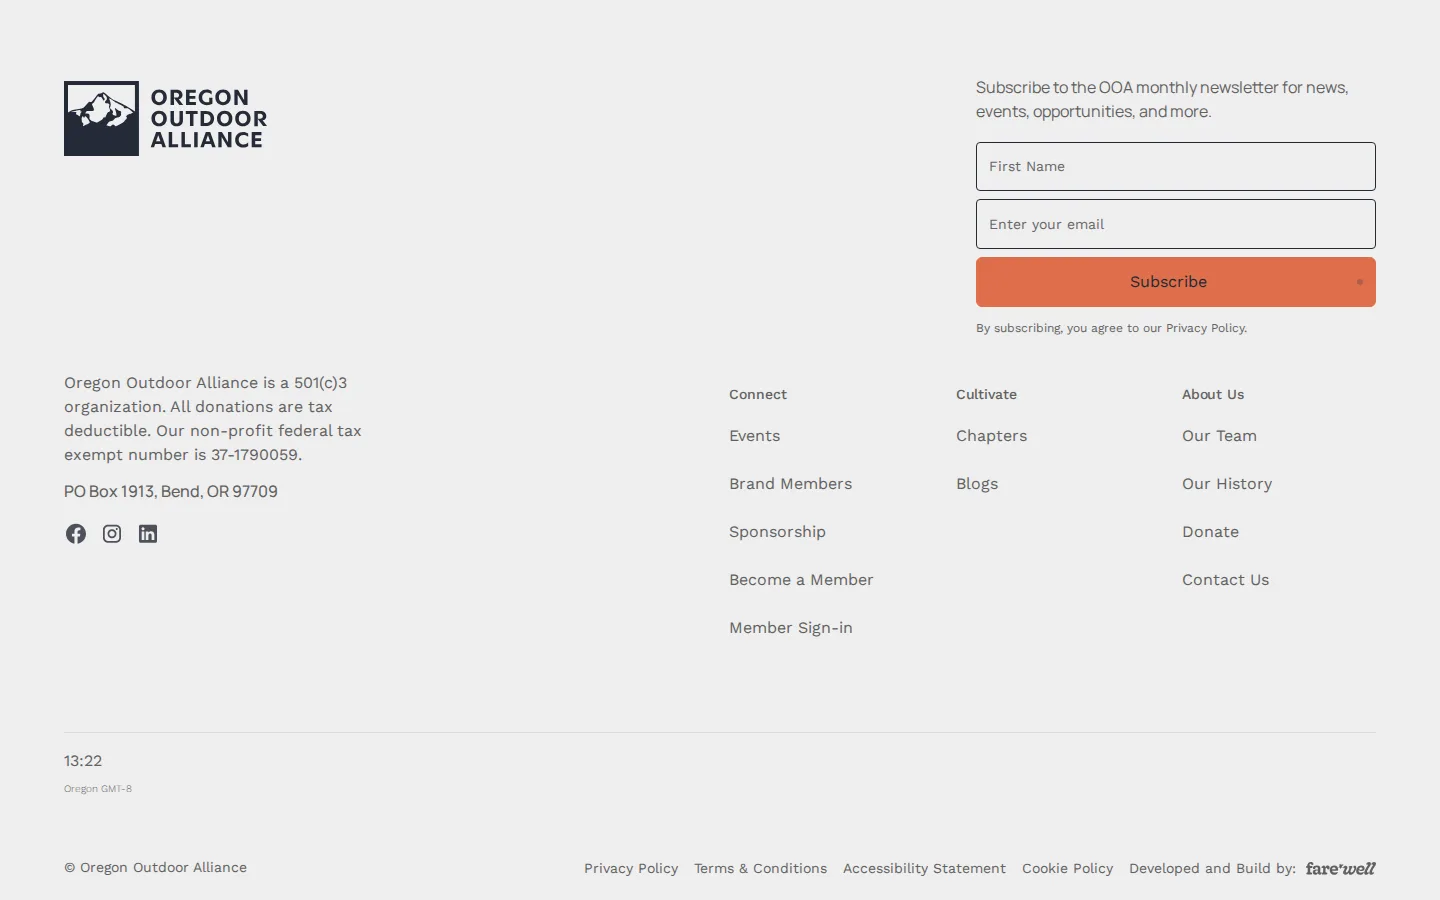 OREGON
OUTDOOR
ALLIANCE
Subscribe to the OOA monthly newsletter for news,
events, opportunities, and more.
First Name
Enter your email
Subscribe
By subscribing, you agree to our Privacy Policy.
Oregon Outdoor Alliance is a 501(c)3
organization. All donations are tax
deductible. Our non-profit federal tax
exempt number is 37-1790059.
PO Box 1913, Bend, OR 97709
Connect
Events
Brand Members
Sponsorship
Become a Member
Member Sign-in
Cultivate
Chapters
Blogs
About Us
Our Team
Our History
Donate
Contact Us
13:22
Oregon GMT-8
© Oregon Outdoor Alliance
Privacy Policy Terms & Conditions Accessibility Statement Cookie Policy Developed and Build by: farewell